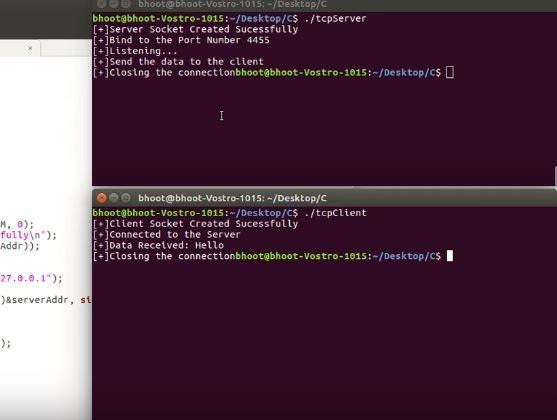 bhoot@bhoot-Vostro-1015: ~/Desktop/C
bhoot@bhoot-Vostro-1015:~/Desktop/C$ ./tcpServer
[+]Server Socket Created Sucessfully
[+]Bind to the Port Number 4455
[+]Listening...
[+]Send the data to the client
[+]Closing the connectionbhoot@bhoot-Vostro-1015:~/Desktop/C$
bhoot@bhoot-Vostro-1015: ~/Desktop/C
bhoot@bhoot-Vostro-1015:~/Desktop/C$ ./tcpClient
[+]Client Socket Created Sucessfully
[+]Connected to the Server
[+]Data Received: Hello
[+]Closing the connectionbhoot@bhoot-Vostro-1015:~/Desktop/C$
M, 0);
fully\n");
Addr));
27.0.0.1");
)&serverAddr, si
);